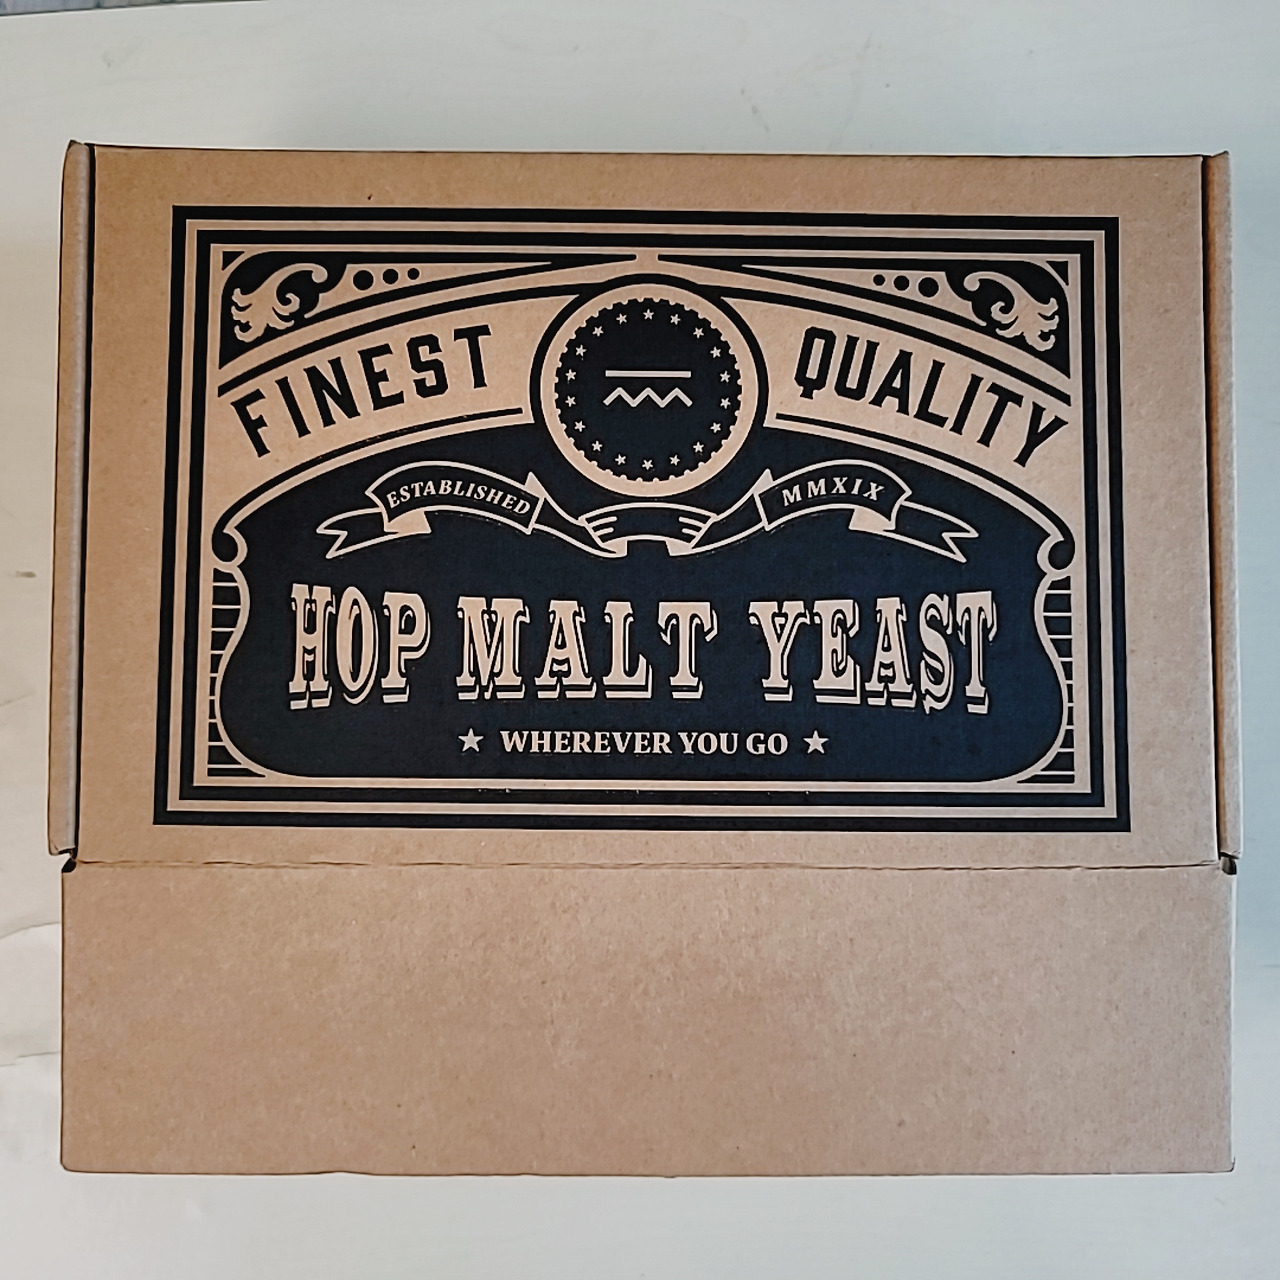 FINEST QUALITY
ESTABLISHED MMXIX
HOP MALT YEAST
WHEREVER YOU GO